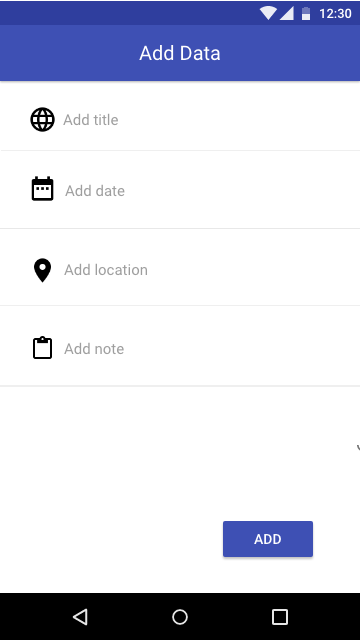 12:30
Add Data
Add title
Add date
Add location
Add note
ADD